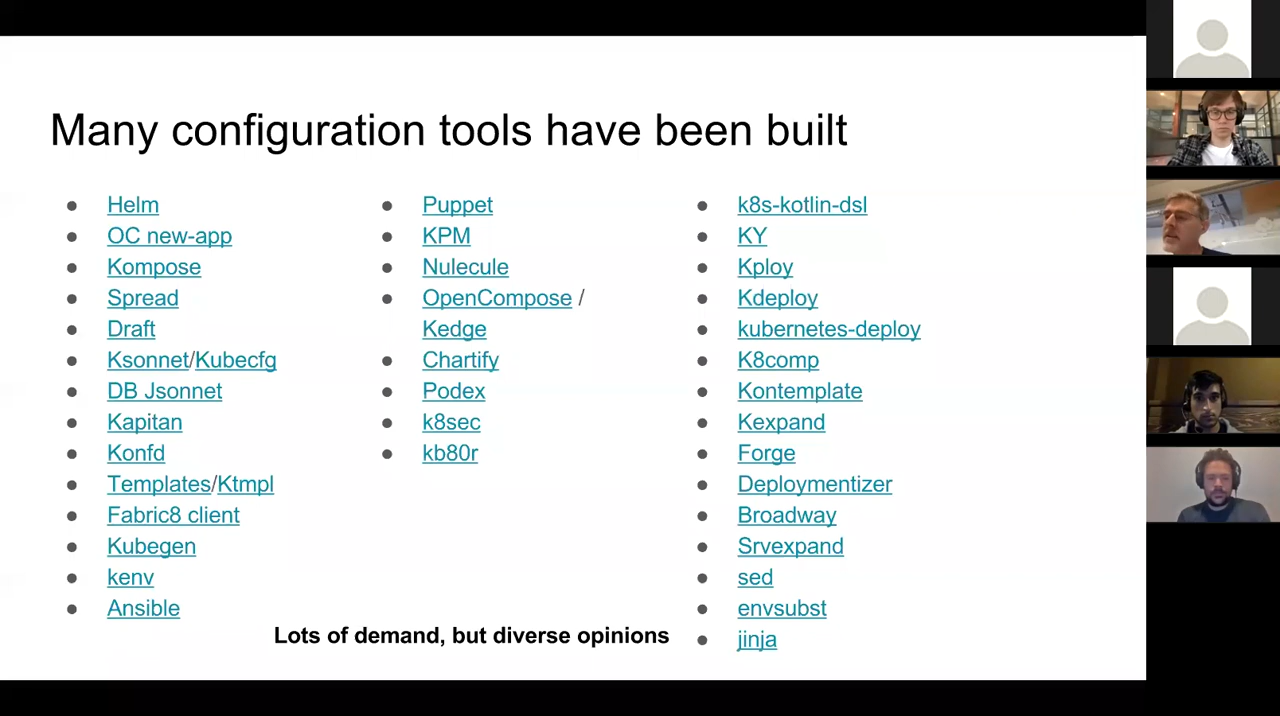 Many configuration tools have been built
Helm
OC new-app
Kompose
Spread
Draft
Ksonnet/Kubecfg
DB Jsonnet
Kapitan
Konfd
Templates/Ktmpl
Fabric8 client
Kubegen
kenv
Ansible
Puppet
KPM
Nulecule
OpenCompose /
Kedge
Chartify
Podex
k8sec
kb80r
k8s-kotlin-dsl
KY
Kploy
Kdeploy
kubernetes-deploy
K8comp
Kontemplate
Kexpand
Forge
Deploymentizer
Broadway
Srvexpand
sed
envsubst
jinja
Lots of demand, but diverse opinions